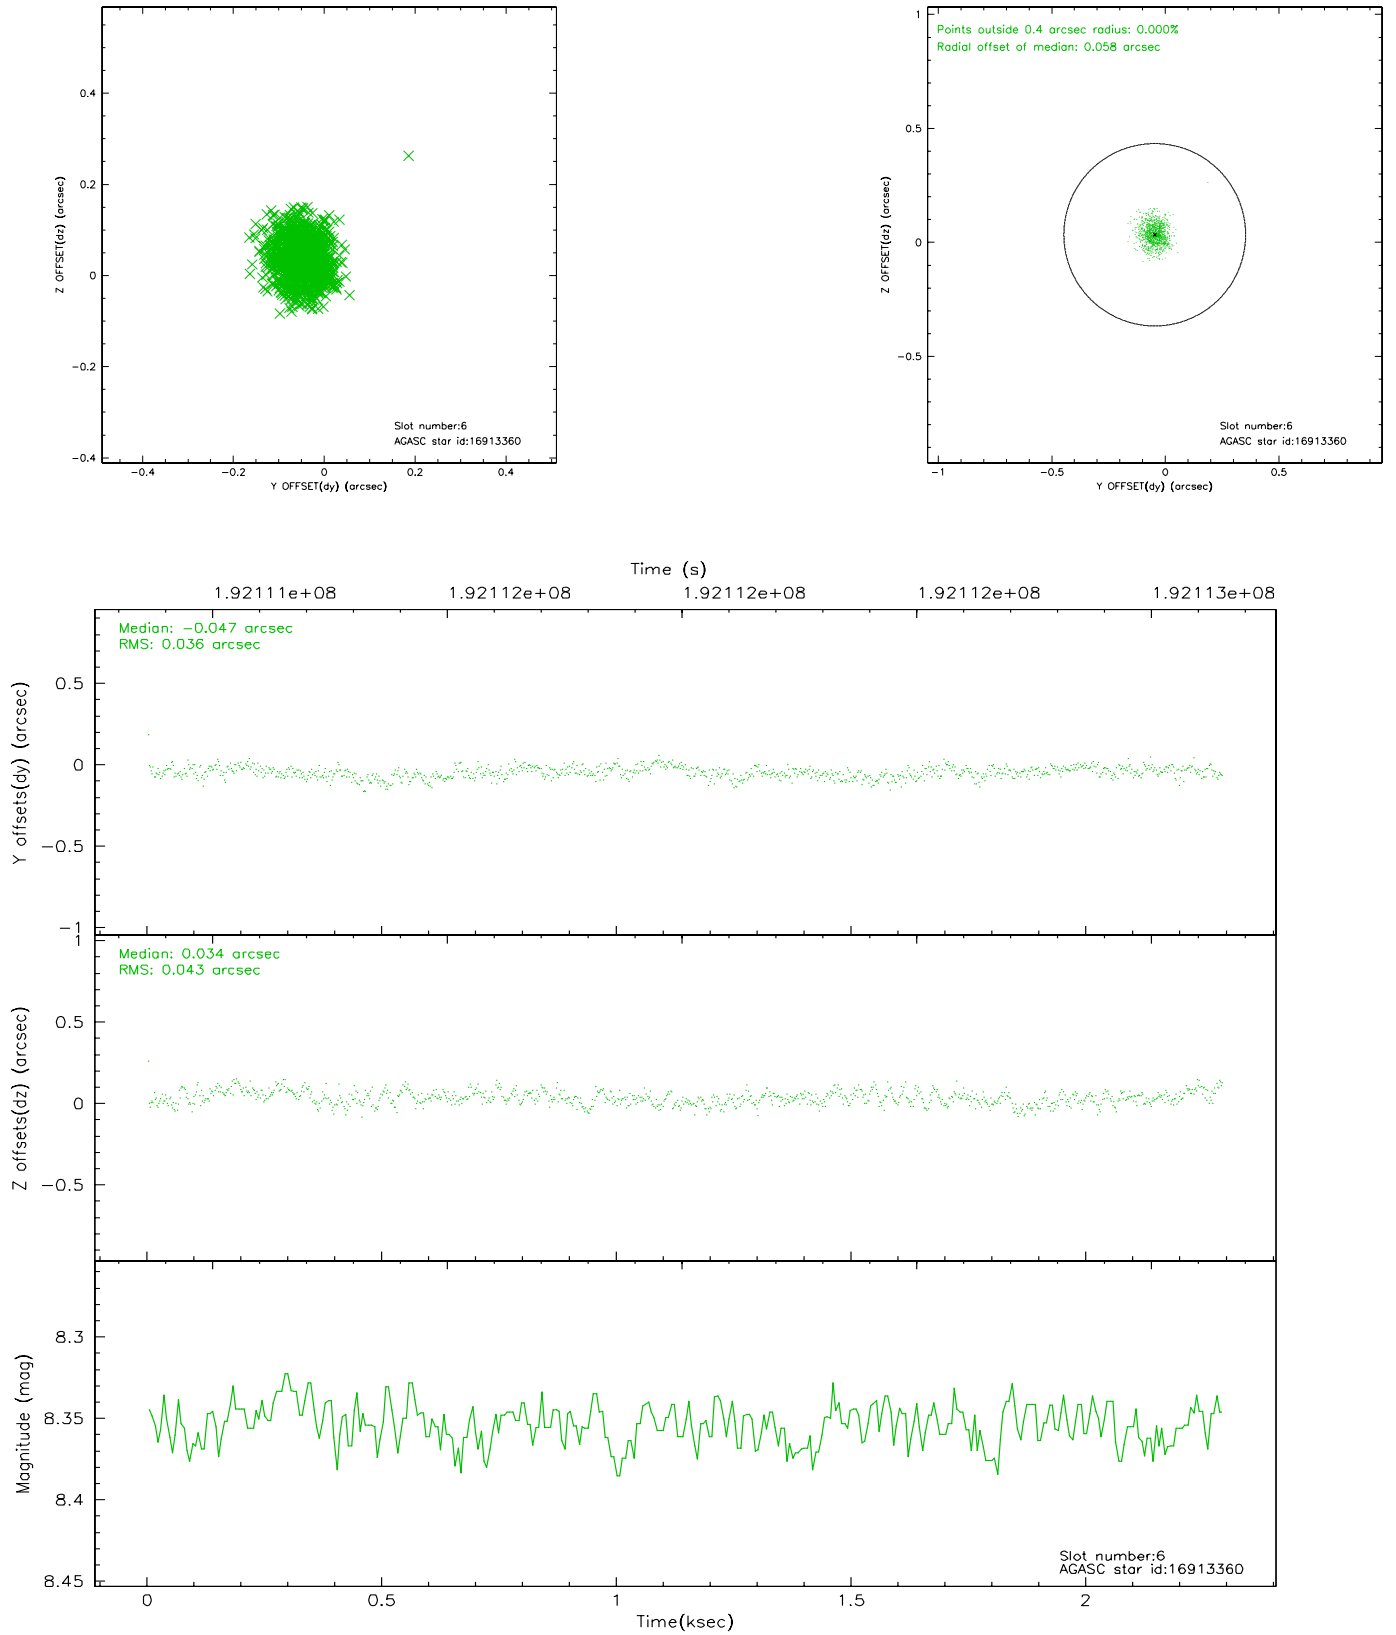 Points outside 0.4 arcsec radius: 0.000%
Radial offset of median: 0.058 arcsec
0.4
0.2
0
−0.2
−0.4
Z OFFSET(dz) (arcsec)
Slot number:6
AGASC star id:16913360
−0.4 −0.2 0 0.2 0.4
Y OFFSET(dy) (arcsec)
1
0.5
0
−0.5
Z OFFSET(dz) (arcsec)
Slot number:6
AGASC star id:16913360
−1 −0.5 0 0.5
Y OFFSET(dy) (arcsec)
Time (s)
1.92111e+08 1.92112e+08 1.92112e+08 1.92112e+08 1.92113e+08
Median: −0.047 arcsec
RMS: 0.036 arcsec
0.5
0
−0.5
−1
Y offsets(dy) (arcsec)
Median: 0.034 arcsec
RMS: 0.043 arcsec
1
0.5
0
−0.5
Z offsets(dz) (arcsec)
8.3
8.35
8.4
8.45
Magnitude (mag)
Slot number:6
AGASC star id:16913360
0 0.5 1 1.5 2
Time(ksec)